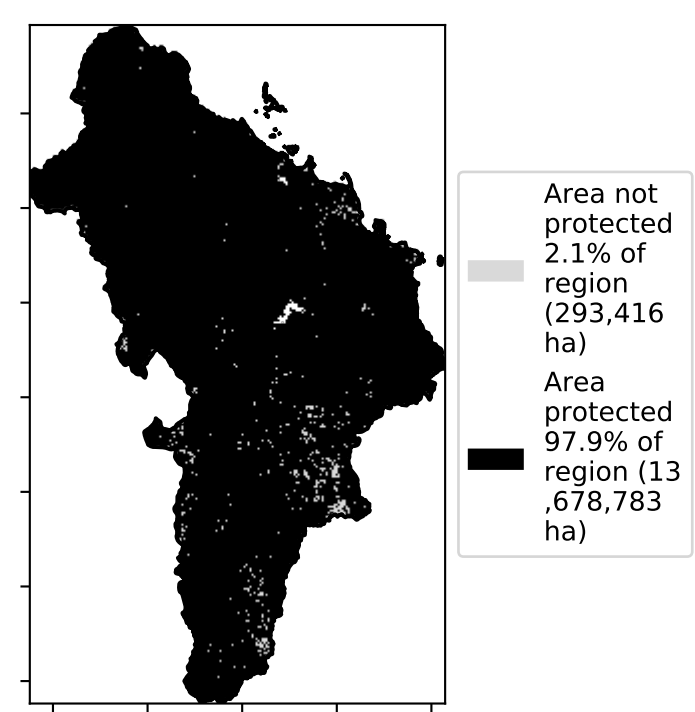 Area not
protected
2.1% of
region
(293,416
ha)
Area
protected
97.9% of
region (13
,678,783
ha)